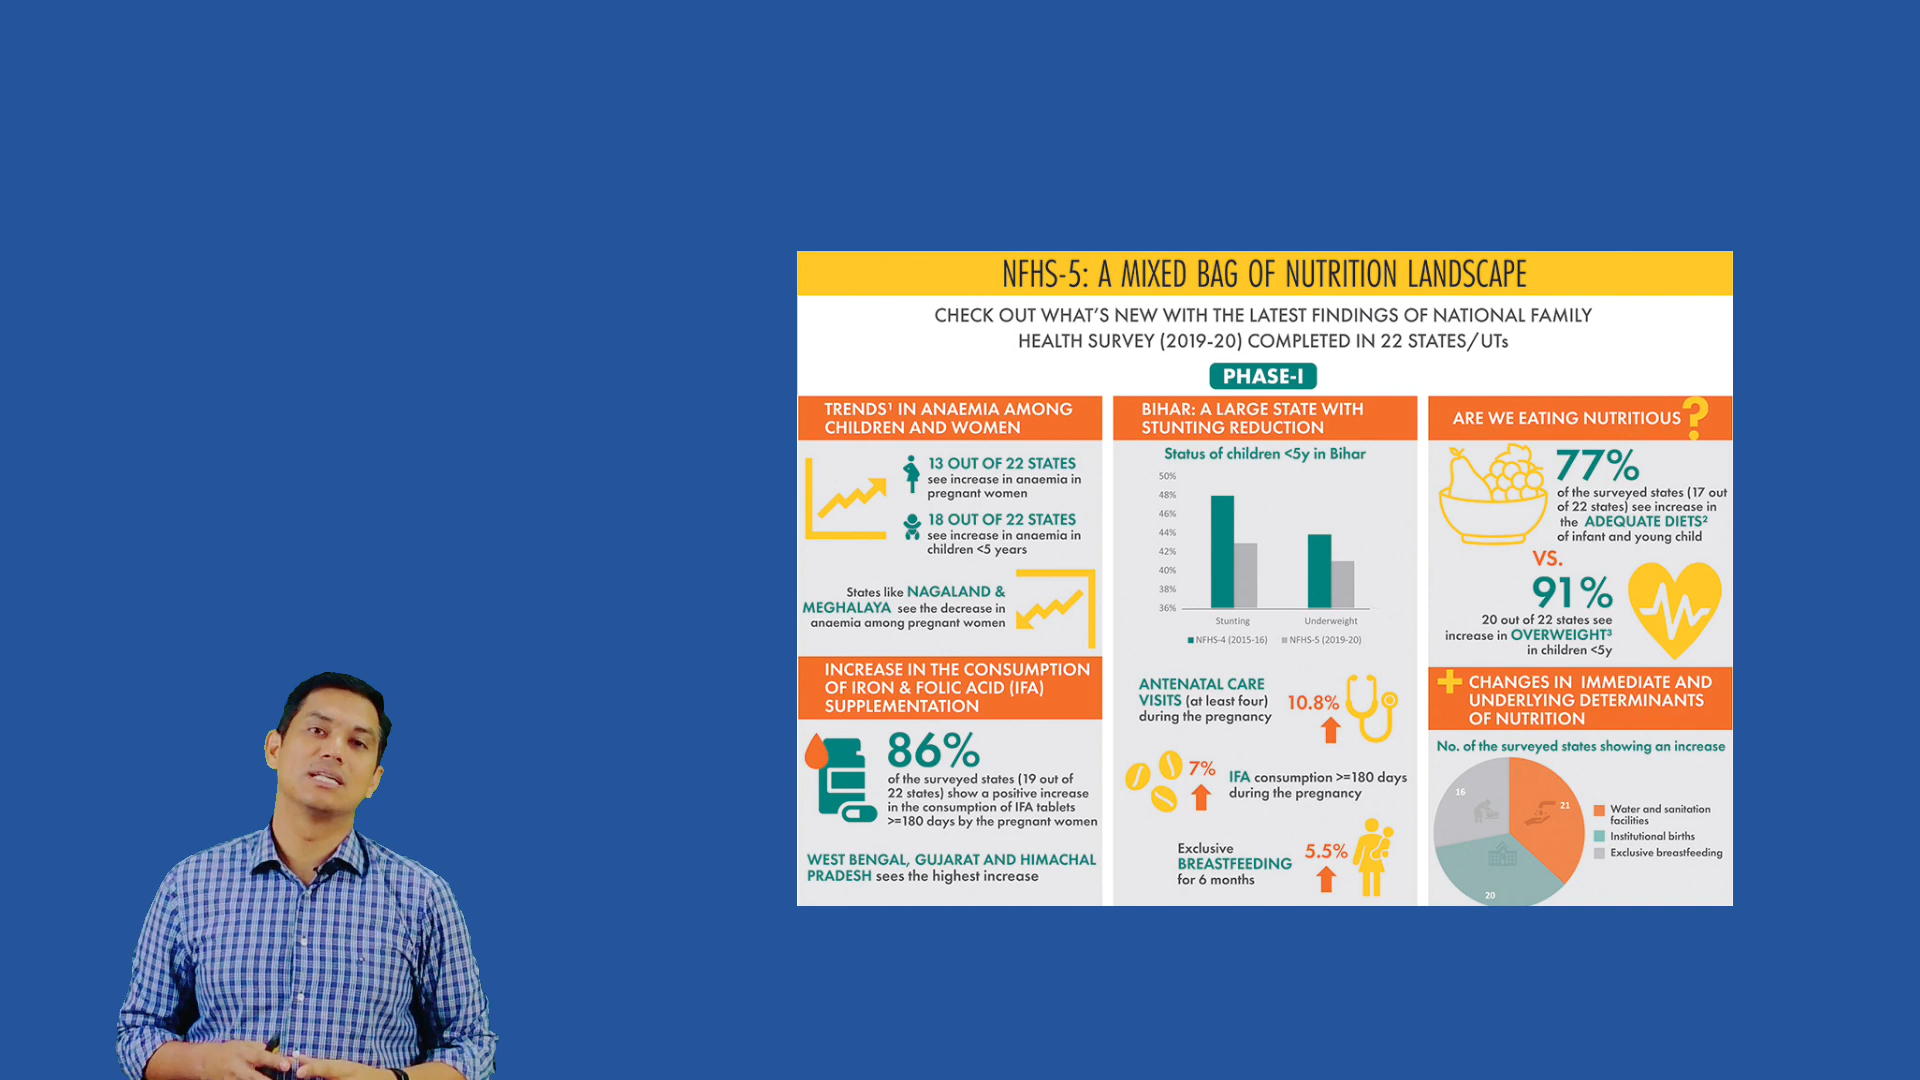 NFHS-5: A MIXED BAG OF NUTRITION LANDSCAPE
CHECK OUT WHAT'S NEW WITH THE LATEST FINDINGS OF NATIONAL FAMILY
HEALTH SURVEY (2019-20) COMPLETED IN 22 STATES/UTs
PHASE-I
TRENDS¹ IN ANAEMIA AMONG
CHILDREN AND WOMEN
13 OUT OF 22 STATES
see increase in anaemia in
pregnant women
18 OUT OF 22 STATES
see increase in anaemia in
children <5 years
States like NAGALAND &
MEGHALAYA see the decrease in
anaemia among pregnant women
INCREASE IN THE CONSUMPTION
OF IRON & FOLIC ACID (IFA)
SUPPLEMENTATION
86%
of the surveyed states (19 out of
22 states) show a positive increase
in the consumption of IFA tablets
>=180 days by the pregnant women
WEST BENGAL, GUJARAT AND HIMACHAL
PRADESH sees the highest increase
BIHAR: A LARGE STATE WITH
STUNTING REDUCTION
Status of children <5y in Bihar
50%
48%
46%
44%
42%
40%
38%
36%
Stunting Underweight
NFHS-4 (2015-16) NFHS-5 (2019-20)
ANTENATAL CARE
VISITS (at least four)
during the pregnancy
10.8%
7%
IFA consumption >=180 days
during the pregnancy
Exclusive
BREASTFEEDING
for 6 months
5.5%
ARE WE EATING NUTRITIOUS?
77%
of the surveyed states (17 out
of 22 states) see increase in
the ADEQUATE DIETS²
of infant and young child
VS.
91%
20 out of 22 states see
increase in OVERWEIGHT³
in children <5y
+ CHANGES IN IMMEDIATE AND
UNDERLYING DETERMINANTS
OF NUTRITION
No. of the surveyed states showing an increase
16
21
20
Water and sanitation
facilities
Institutional births
Exclusive breastfeeding